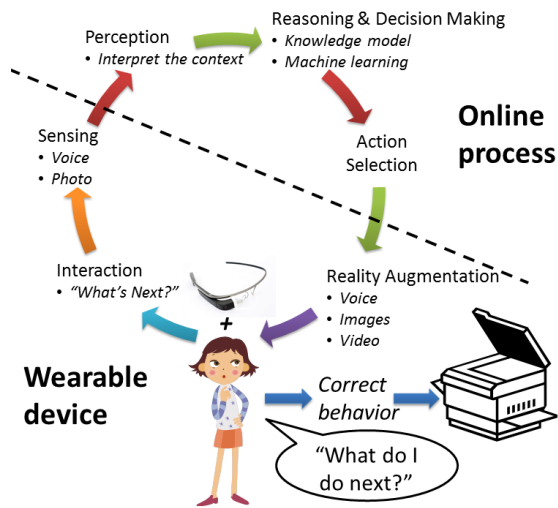 Reasoning & Decision Making
• Knowledge model
• Machine learning
Perception
• Interpret the context
Online
process
Action
Selection
Sensing
• Voice
• Photo
Interaction
• “What’s Next?”
Reality Augmentation
• Voice
• Images
• Video
+
Wearable
device
Correct
behavior
“What do I
do next?”